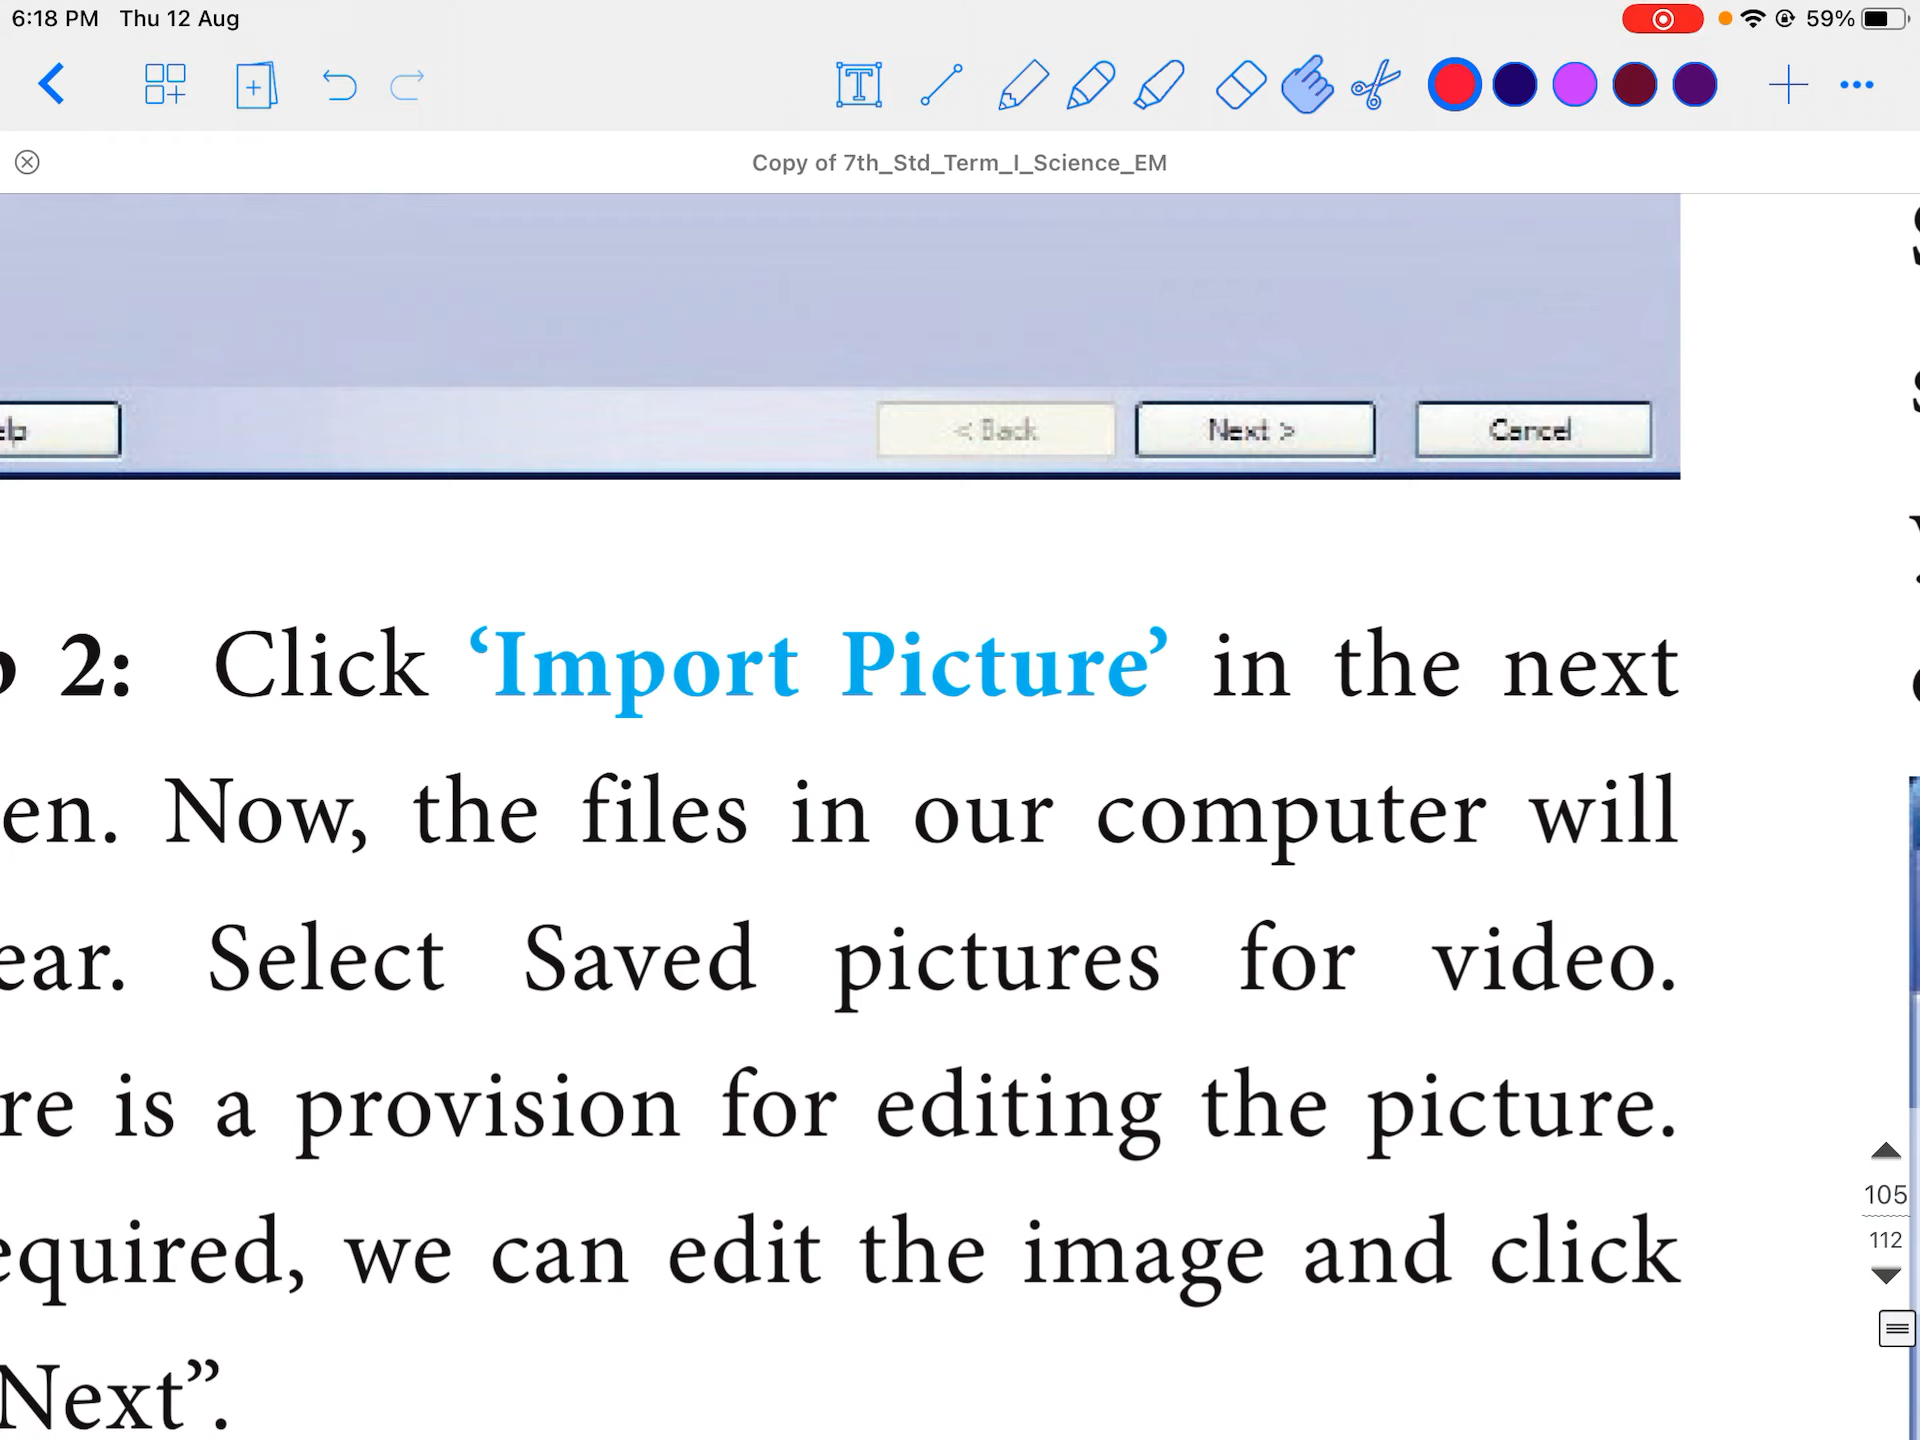 6:18 PM Thu 12 Aug 59%
T
Copy of 7th_Std_Term_I_Science_EM
< Back Next > Cancel
2: Click ‘Import Picture’ in the next
en. Now, the files in our computer will
ear. Select Saved pictures for video.
re is a provision for editing the picture.
equired, we can edit the image and click
Next”.
105
112